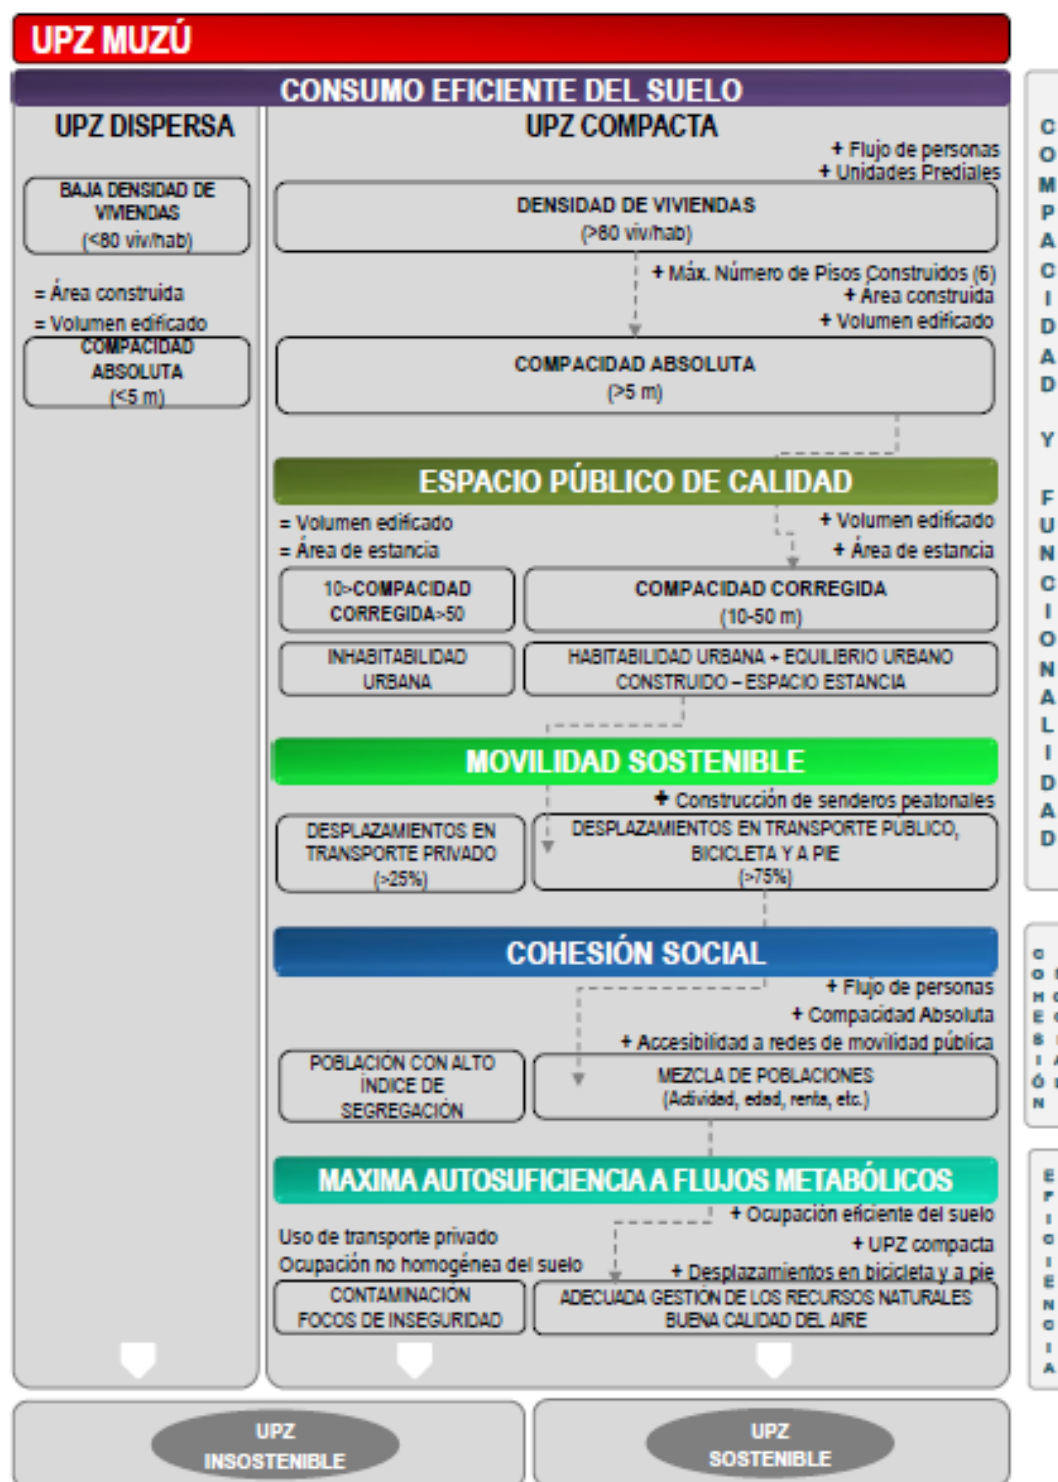 UPZ MUZÚ
CONSUMO EFICIENTE DEL SUELO
UPZ DISPERSA
BAJA DENSIDAD DE
VIVIENDAS
(<80 viv/hab)
= Área construida
= Volumen edificado
COMPACIDAD
ABSOLUTA
(<5 m)
UPZ COMPACTA
+ Flujo de personas
+ Unidades Prediales
DENSIDAD DE VIVIENDAS
(>80 viv/hab)
+ Máx. Número de Pisos Construidos (6)
+ Área construida
+ Volumen edificado
COMPACIDAD ABSOLUTA
(>5 m)
ESPACIO PÚBLICO DE CALIDAD
= Volumen edificado
= Área de estancia
+ Volumen edificado
+ Área de estancia
10>COMPACIDAD
CORREGIDA>50
COMPACIDAD CORREGIDA
(10-50 m)
INHABITABILIDAD
URBANA
HABITABILIDAD URBANA + EQUILIBRIO URBANO
CONSTRUIDO – ESPACIO ESTANCIA
MOVILIDAD SOSTENIBLE
+ Construcción de senderos peatonales
DESPLAZAMIENTOS EN
TRANSPORTE PRIVADO
(>25%)
DESPLAZAMIENTOS EN TRANSPORTE PÚBLICO,
BICICLETA Y A PIE
(>75%)
COHESIÓN SOCIAL
+ Flujo de personas
+ Compacidad Absoluta
+ Accesibilidad a redes de movilidad pública
POBLACIÓN CON ALTO
ÍNDICE DE
SEGREGACIÓN
MEZCLA DE POBLACIONES
(Actividad, edad, renta, etc.)
MAXIMA AUTOSUFICIENCIA A FLUJOS METABÓLICOS
Uso de transporte privado
Ocupación no homogénea del suelo
+ Ocupación eficiente del suelo
+ UPZ compacta
+ Desplazamientos en bicicleta y a pie
CONTAMINACIÓN
FOCOS DE INSEGURIDAD
ADECUADA GESTIÓN DE LOS RECURSOS NATURALES
BUENA CALIDAD DEL AIRE
UPZ
INSOSTENIBLE
UPZ
SOSTENIBLE
COMPACIDAD Y FUNCIONALIDAD
COHESIÓN
EFICIENCIA